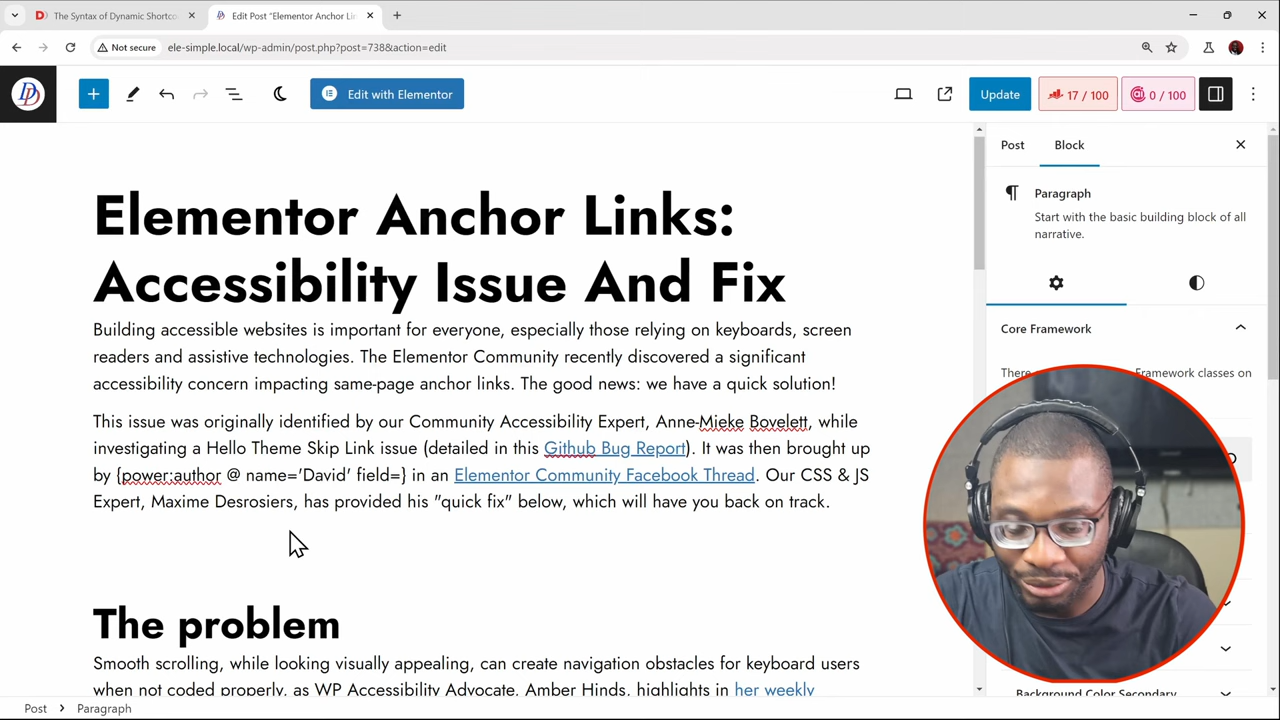 The Syntax of Dynamic Shortco
Edit Post “Elementor Anchor Lin
Not secure
ele-simple.local/wp-admin/post.php?post=738&action=edit
Edit with Elementor
Update
17 / 100
0 / 100
Elementor Anchor Links:
Accessibility Issue And Fix
Building accessible websites is important for everyone, especially those relying on keyboards, screen
readers and assistive technologies. The Elementor Community recently discovered a significant
accessibility concern impacting same-page anchor links. The good news: we have a quick solution!
This issue was originally identified by our Community Accessibility Expert, Anne-Mieke Bovelett, while
investigating a Hello Theme Skip Link issue (detailed in this Github Bug Report). It was then brought up
by {power:author @ name='David' field=} in an Elementor Community Facebook Thread. Our CSS & JS
Expert, Maxime Desrosiers, has provided his "quick fix" below, which will have you back on track.
The problem
Smooth scrolling, while looking visually appealing, can create navigation obstacles for keyboard users
when not coded properly, as WP Accessibility Advocate, Amber Hinds, highlights in her weekly
Post
Block
Paragraph
Start with the basic building block of all
narrative.
Core Framework
There
Framework classes on
Background Color Secondary
Post
Paragraph